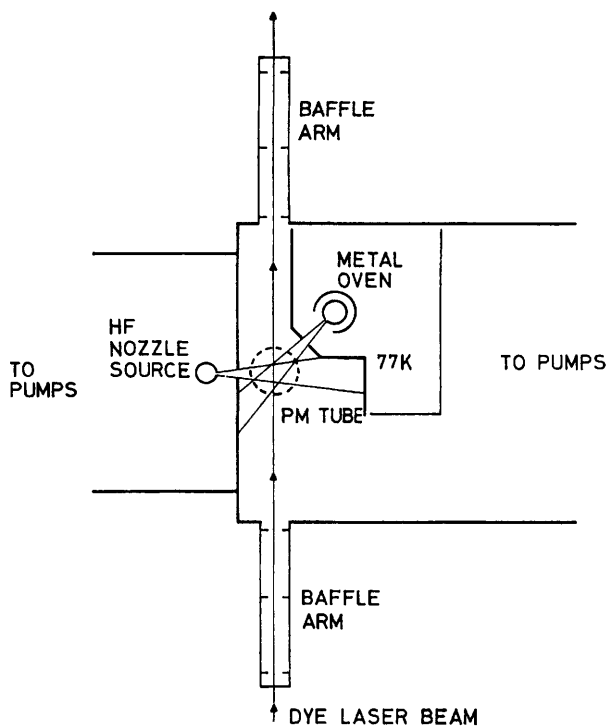 BAFFLE
ARM
METAL
OVEN
HF
NOZZLE
SOURCE
TO
PUMPS
77K
TO PUMPS
PM TUBE
BAFFLE
ARM
DYE LASER BEAM